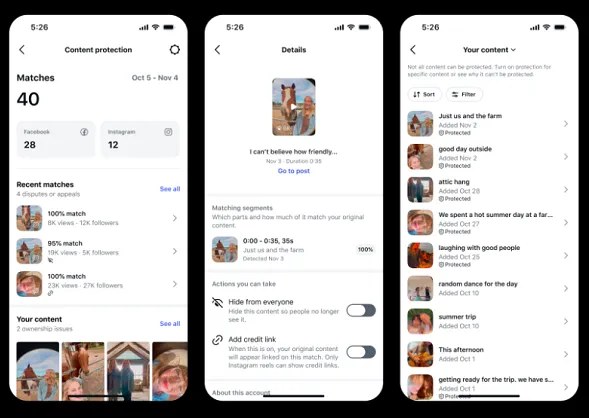 5:26
Content protection
Matches
Oct 5 - Nov 4
40
Facebook
28
Instagram
12
Recent matches
4 disputes or appeals
See all
100% match
8K views · 12K followers
95% match
19K views · 5K followers
100% match
23K views · 27K followers
Your content
2 ownership issues
See all
5:26
Details
I can't believe how friendly...
Nov 3 · Duration 0:35
Go to post
Matching segments
Which parts and how much of it match your original
content.
0:00 - 0:35, 35s
Just us and the farm
Detected Nov 3
100%
Actions you can take
Hide from everyone
Hide this content so people no longer
see it.
Add credit link
When this is on, your original content
will appear linked on this match. Only
Instagram reels can show credit links.
About this account
5:26
Your content
Not all content can be protected. Turn on protection for
specific content or see why it can't be protected.
Sort
Filter
Just us and the farm
Added Nov 2
Protected
good day outside
Added Nov 2
Protected
attic hang
Added Oct 28
Protected
We spent a hot summer day at a far...
Added Oct 27
Protected
laughing with good people
Added Oct 25
Protected
random dance for the day
Added Oct 10
summer trip
Added Oct 10
This afternoon
Added Oct 1
getting ready for the trip. we have s...
Added Oct 1
Protected